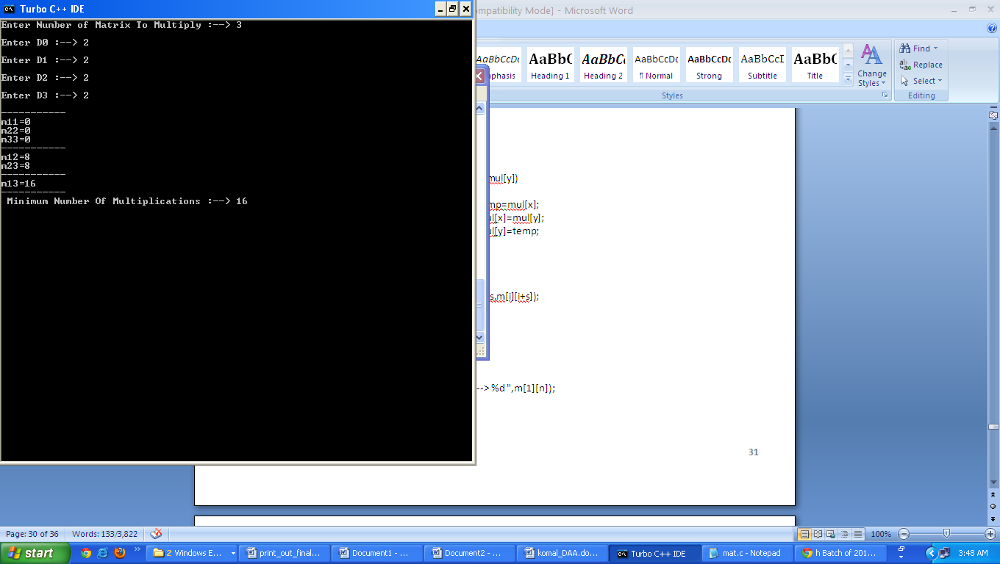 Turbo C++ IDE
ompatibility Mode] - Microsoft Word
Enter Number of Matrix To Multiply :--> 3
Enter D0 :--> 2
Enter D1 :--> 2
Enter D2 :--> 2
Enter D3 :--> 2
-----------
m11=0
m22=0
m33=0
-----------
m12=8
m23=8
-----------
m13=16
-----------
Minimum Number Of Multiplications :--> 16
AaBbCcDc AaBbC AaBbCc AaBbCcDc AaBbCcDc AaBbCcI AaBbC
phasis Heading 1 Heading 2 ¶ Normal Strong Subtitle Title
Change Styles
Styles
Find
Replace
Select
Editing
mul[y])
mp=mul[x];
ul[x]=mul[y];
ul[y]=temp;
s,m[i][i+s]);
--> %d ",m[1][n]);
31
Page: 30 of 36 Words: 133/3,822 100%
start 2 Windows E... print_out_final... Document1 - ... Document2 - ... komal_DAA.do... Turbo C++ IDE mat.c - Notepad h Batch of 201... 3:48 AM